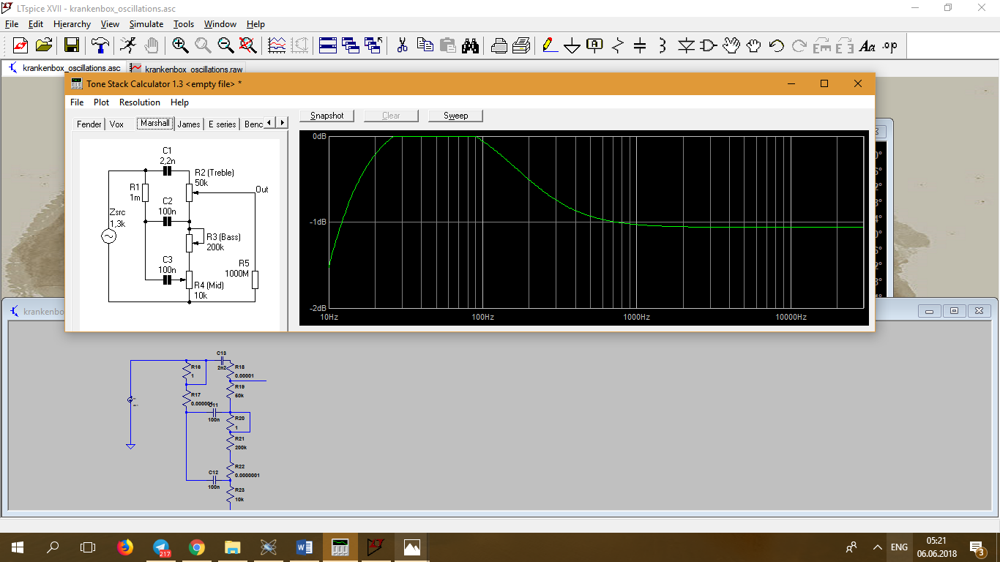 LTspice XVII - krankenbox_oscillations.asc
File Edit Hierarchy View Simulate Tools Window Help
.op
krankenbox_oscillations.asc krankenbox_oscillations.raw
Tone Stack Calculator 1.3 <empty file> *
File Plot Resolution Help
Fender Vox Marshall James E series Benc
Snapshot Clear Sweep
C1
2,2n
R2 (Treble)
50k
Out
R1
1m
C2
100n
Zsrc
1,3k
R3 (Bass)
200k
C3
100n
R5
1000M
R4 (Mid)
10k
0dB
-1dB
-2dB
10Hz 100Hz 1000Hz 10000Hz
krankenbo
C13
2n2
R16
1
R18
0.00001
R19
50k
R17
0.000001
C11
100n
R20
1
R21
200k
R22
0.0000001
C12
100n
R23
10k
217
ENG
05:21
06.06.2018
3